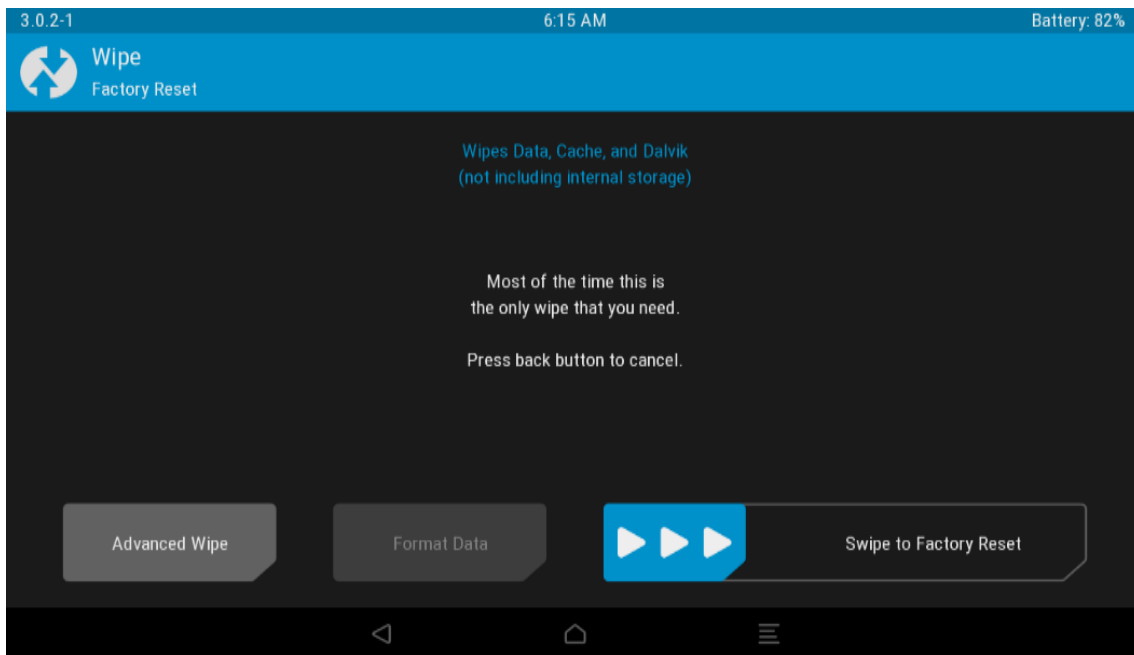 3.0.2-1 6:15 AM Battery: 82%
Wipe
Factory Reset
Wipes Data, Cache, and Dalvik
(not including internal storage)
Most of the time this is
the only wipe that you need.
Press back button to cancel.
Advanced Wipe Format Data Swipe to Factory Reset